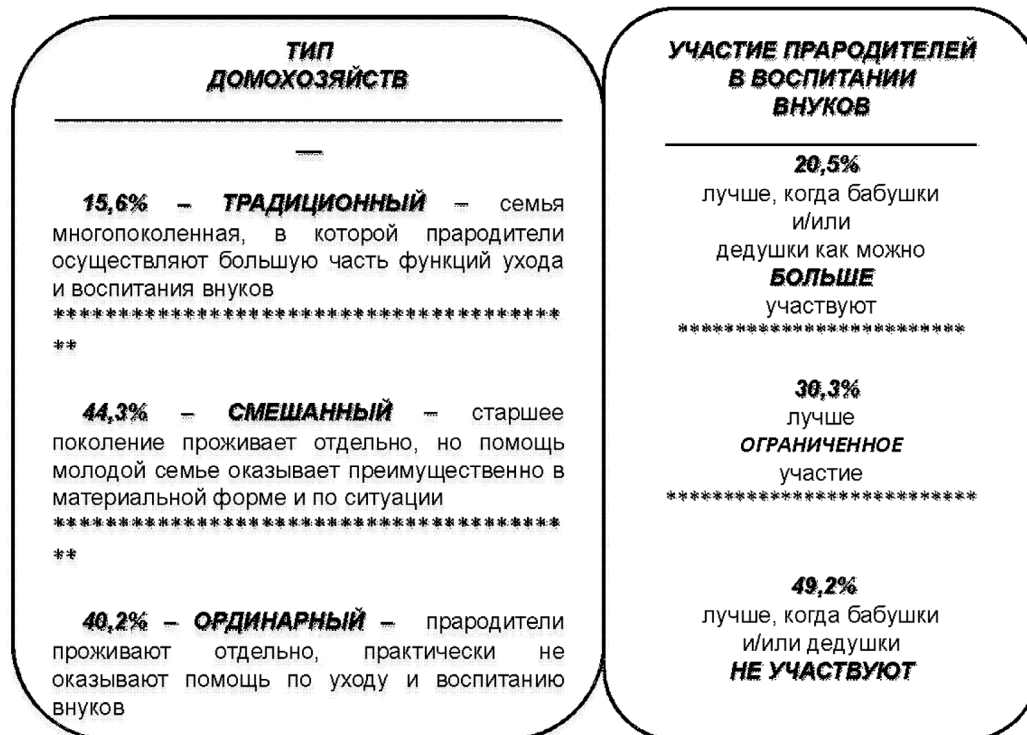 ТИП
ДОМОХОЗЯЙСТВ
—
15,6% – ТРАДИЦИОННЫЙ – семья
многопоколенная, в которой прародители
осуществляют большую часть функций ухода
и воспитания внуков
***************************************
**
44,3% – СМЕШАННЫЙ – старшее
поколение проживает отдельно, но помощь
молодой семье оказывает преимущественно в
материальной форме и по ситуации
***************************************
**
40,2% – ОРДИНАРНЫЙ – прародители
проживают отдельно, практически не
оказывают помощь по уходу и воспитанию
внуков
УЧАСТИЕ ПРАРОДИТЕЛЕЙ
В ВОСПИТАНИИ
ВНУКОВ
20,5%
лучше, когда бабушки
и/или
дедушки как можно
БОЛЬШЕ
участвуют
*************************
30,3%
лучше
ОГРАНИЧЕННОЕ
участие
***************************
49,2%
лучше, когда бабушки
и/или дедушки
НЕ УЧАСТВУЮТ